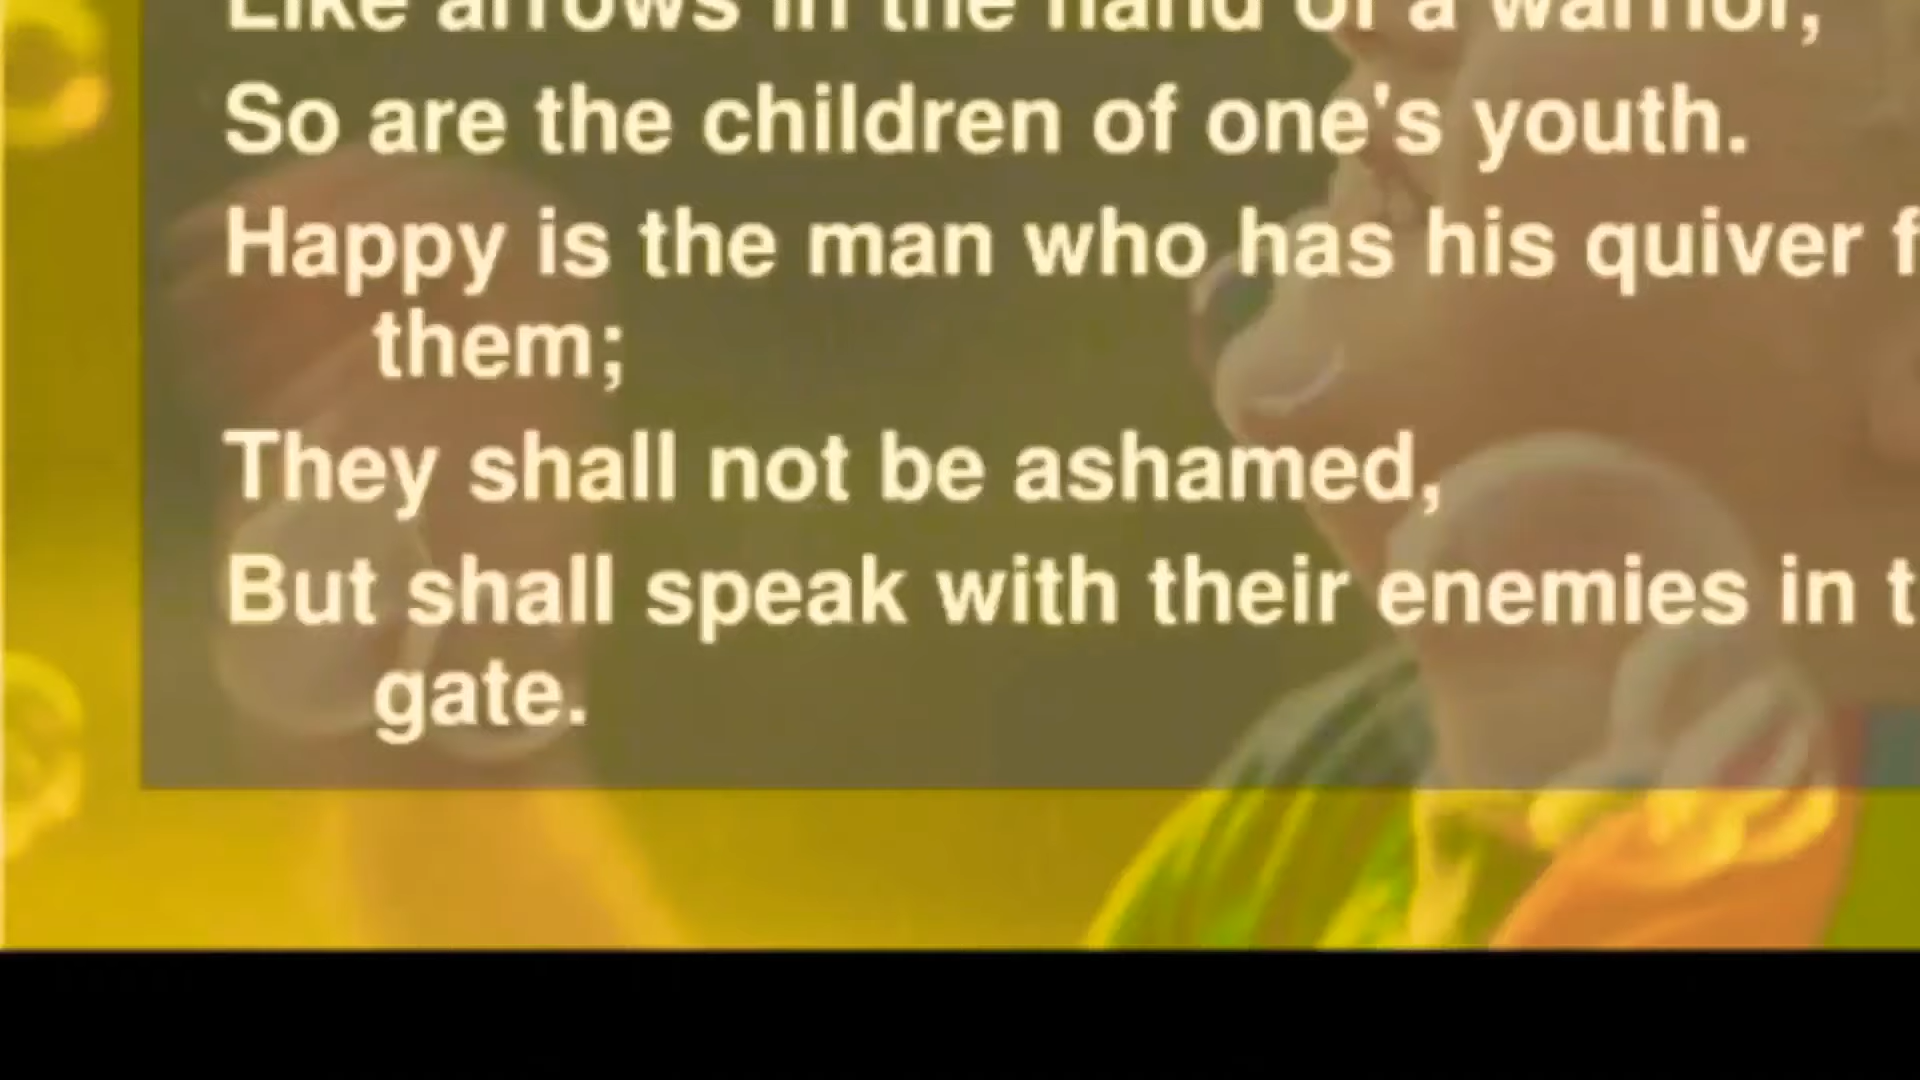 Like arrows in the hand of a warrior,
So are the children of one's youth.
Happy is the man who has his quiver
them;
They shall not be ashamed,
But shall speak with their enemies in
gate.